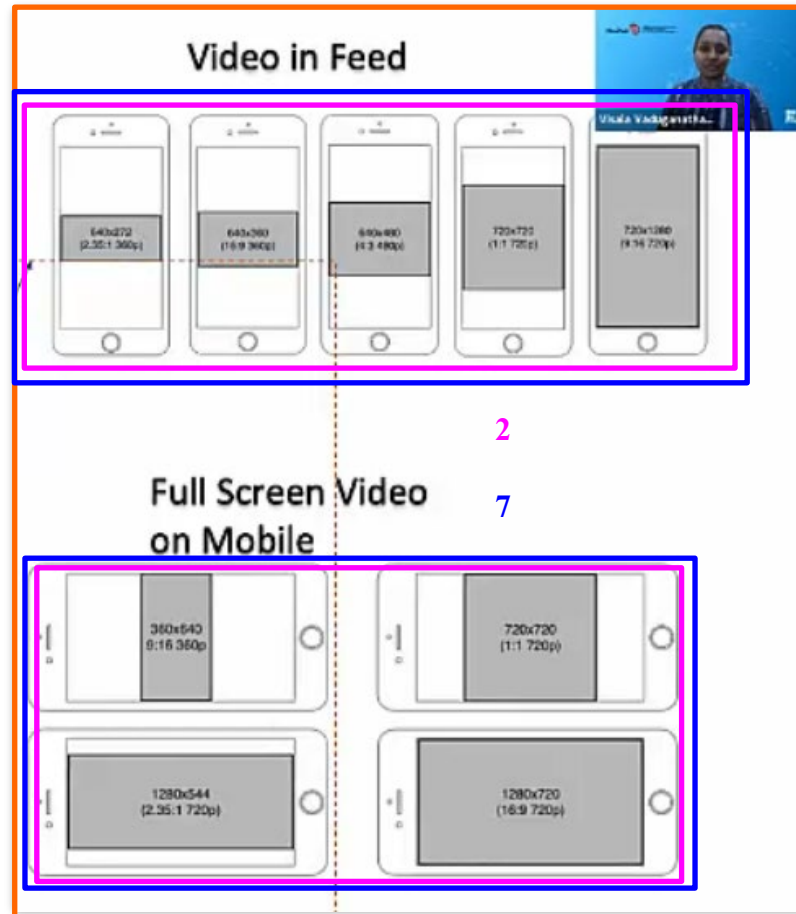 Video in Feed
640x272
(2.35:1 360p)
640x360
(16:9 360p)
640x480
(4:3 480p)
720x720
(1:1 720p)
720x1280
(9:16 720p)
2
7
Full Screen Video
on Mobile
360x640
9:16 360p
720x720
(1:1 720p)
1280x544
(2.35:1 720p)
1280x720
(16:9 720p)